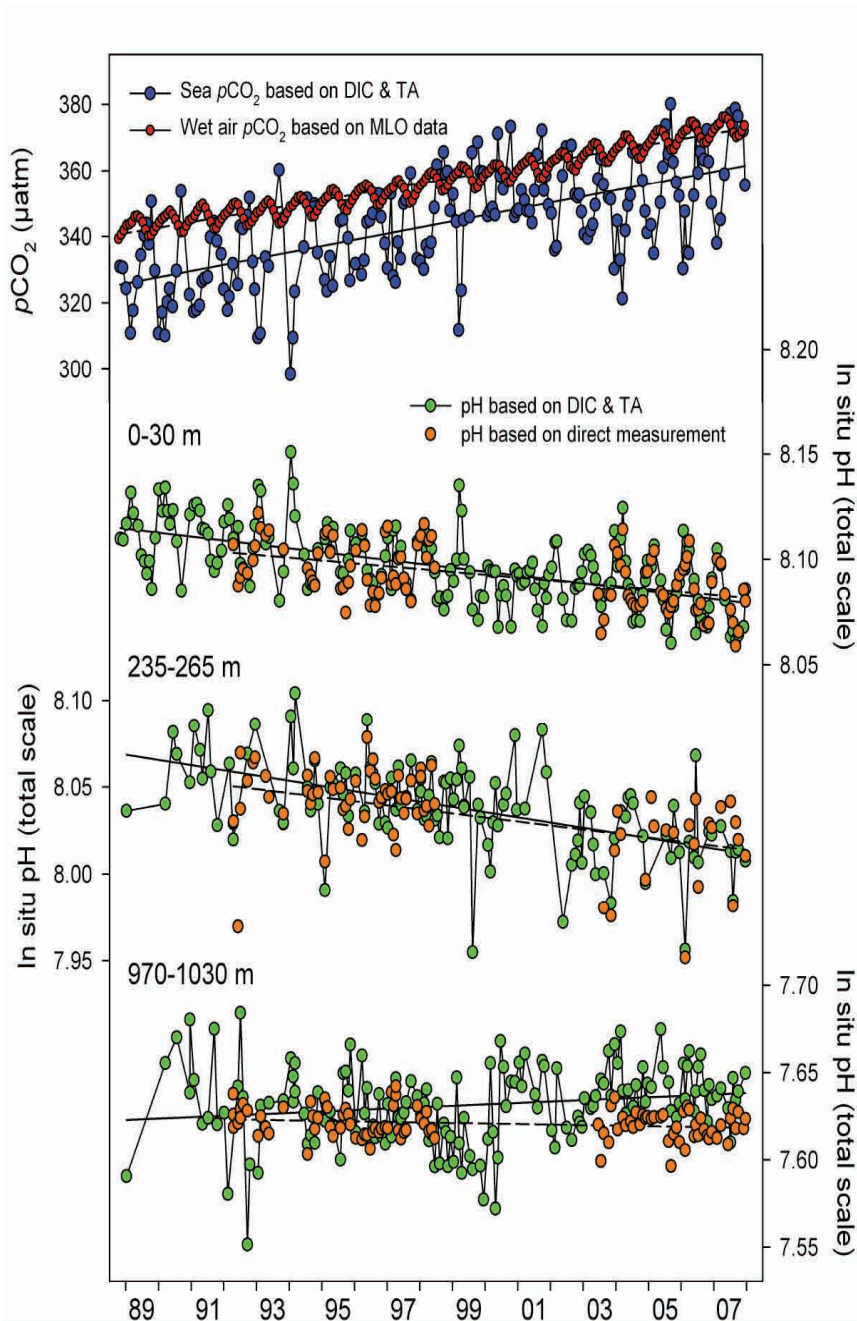 Sea pCO2 based on DIC & TA
Wet air pCO2 based on MLO data
380
360
340
320
300
pCO2 (µatm)
8.20
8.15
8.10
8.05
In situ pH (total scale)
pH based on DIC & TA
pH based on direct measurement
0-30 m
235-265 m
8.10
8.05
8.00
7.95
In situ pH (total scale)
970-1030 m
7.70
7.65
7.60
7.55
In situ pH (total scale)
89 91 93 95 97 99 01 03 05 07